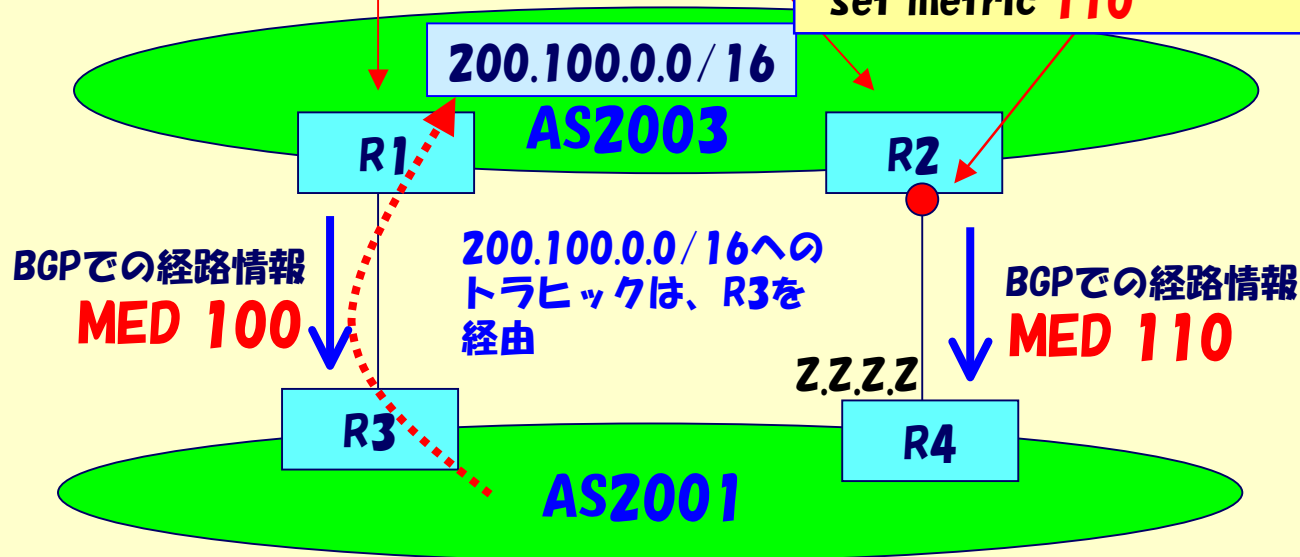 set metric 110
200.100.0.0/16
AS2003
R1
R2
BGPでの経路情報
MED 100
200.100.0.0/16への
トラヒックは、R3を
経由
BGPでの経路情報
MED 110
Z.Z.Z.Z
R3
R4
AS2001